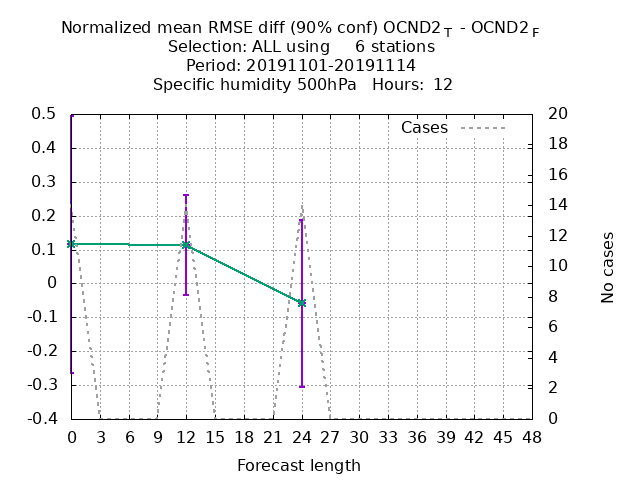 Normalized mean RMSE diff (90% conf) OCND2 T - OCND2 F
Selection: ALL using 6 stations
Period: 20191101-20191114
Specific humidity 500hPa Hours: 12
Cases
0.5
0.4
0.3
0.2
0.1
0
-0.1
-0.2
-0.3
-0.4
20
18
16
14
12
10
8
6
4
2
0
No cases
0 3 6 9 12 15 18 21 24 27 30 33 36 39 42 45 48
Forecast length